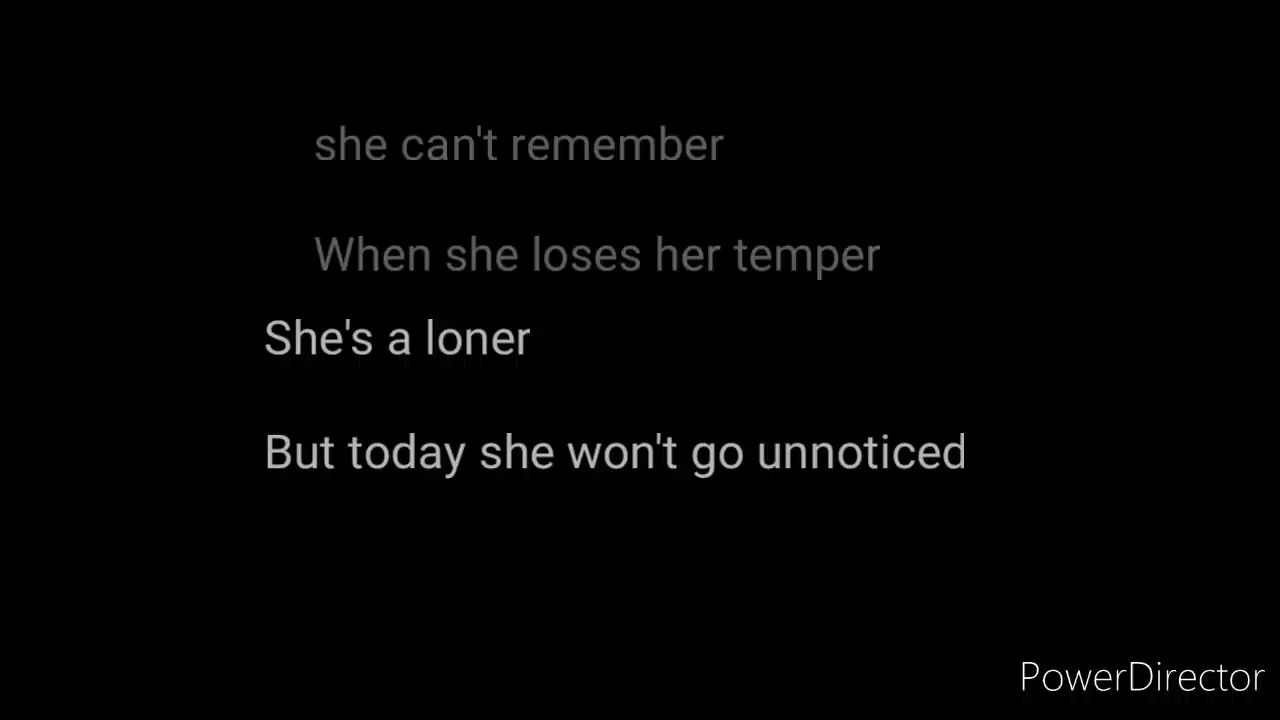 she can't remember
When she loses her temper
She's a loner
But today she won't go unnoticed
PowerDirector